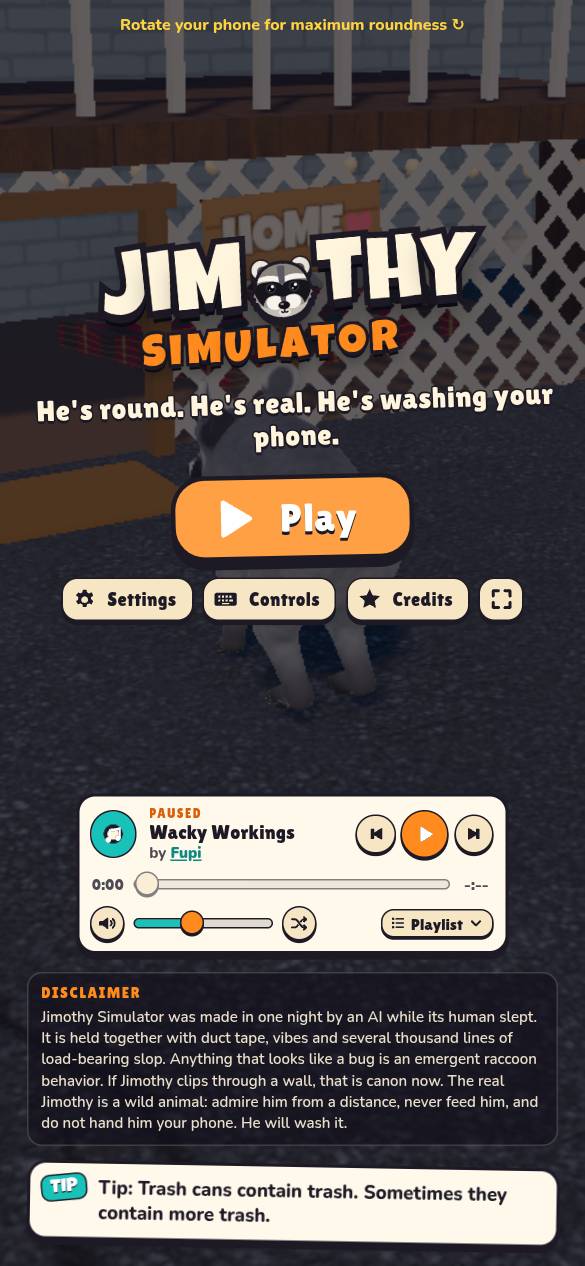 Rotate your phone for maximum roundness ↻
HOME
JIM THY
SIMULATOR
He's round. He's real. He's washing your
phone.
Play
Settings
Controls
Credits
PAUSED
Wacky Workings
by Fupi
0:00
-:--
Playlist
DISCLAIMER
Jimothy Simulator was made in one night by an AI while its human slept.
It is held together with duct tape, vibes and several thousand lines of
load-bearing slop. Anything that looks like a bug is an emergent raccoon
behavior. If Jimothy clips through a wall, that is canon now. The real
Jimothy is a wild animal: admire him from a distance, never feed him, and
do not hand him your phone. He will wash it.
TIP
Tip: Trash cans contain trash. Sometimes they
contain more trash.